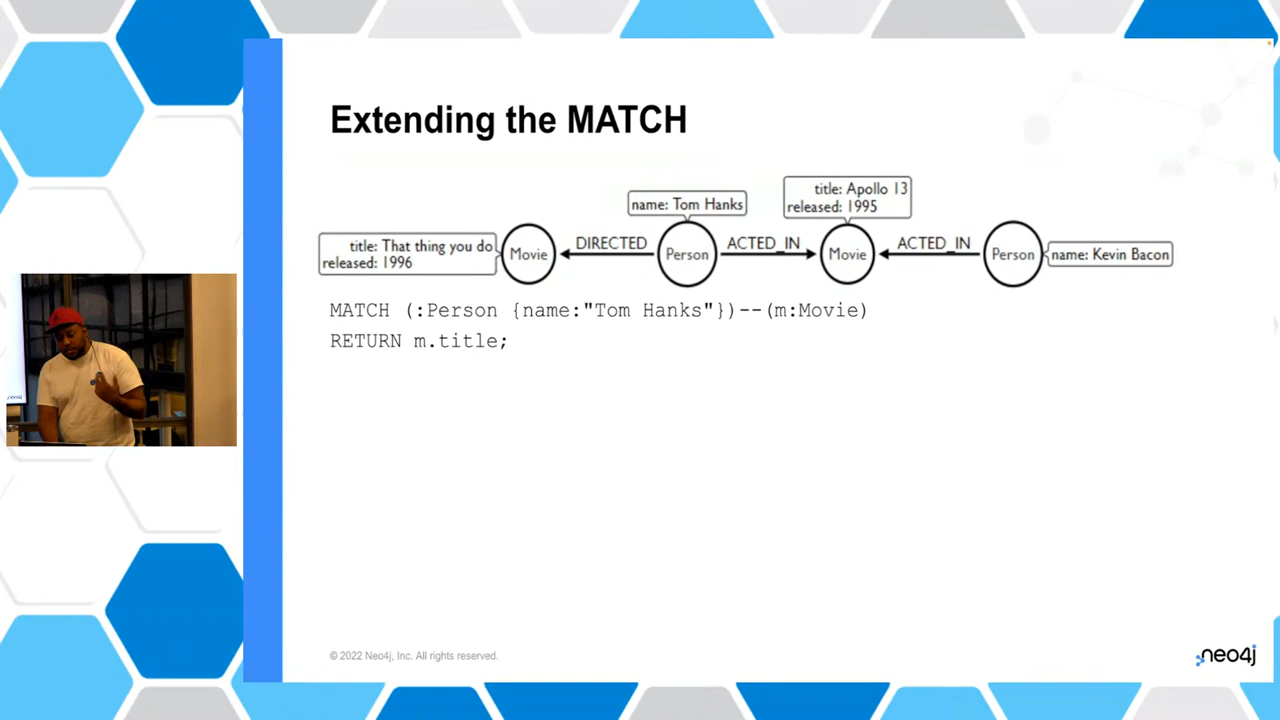 Extending the MATCH
title: Apollo 13
released: 1995
name: Tom Hanks
title: That thing you do
released: 1996
Movie
DIRECTED
Person
ACTED_IN
Movie
ACTED_IN
Person
name: Kevin Bacon
MATCH (:Person {name:"Tom Hanks"})--(m:Movie)
RETURN m.title;
neo4j
© 2022 Neo4j, Inc. All rights reserved.
neo4j